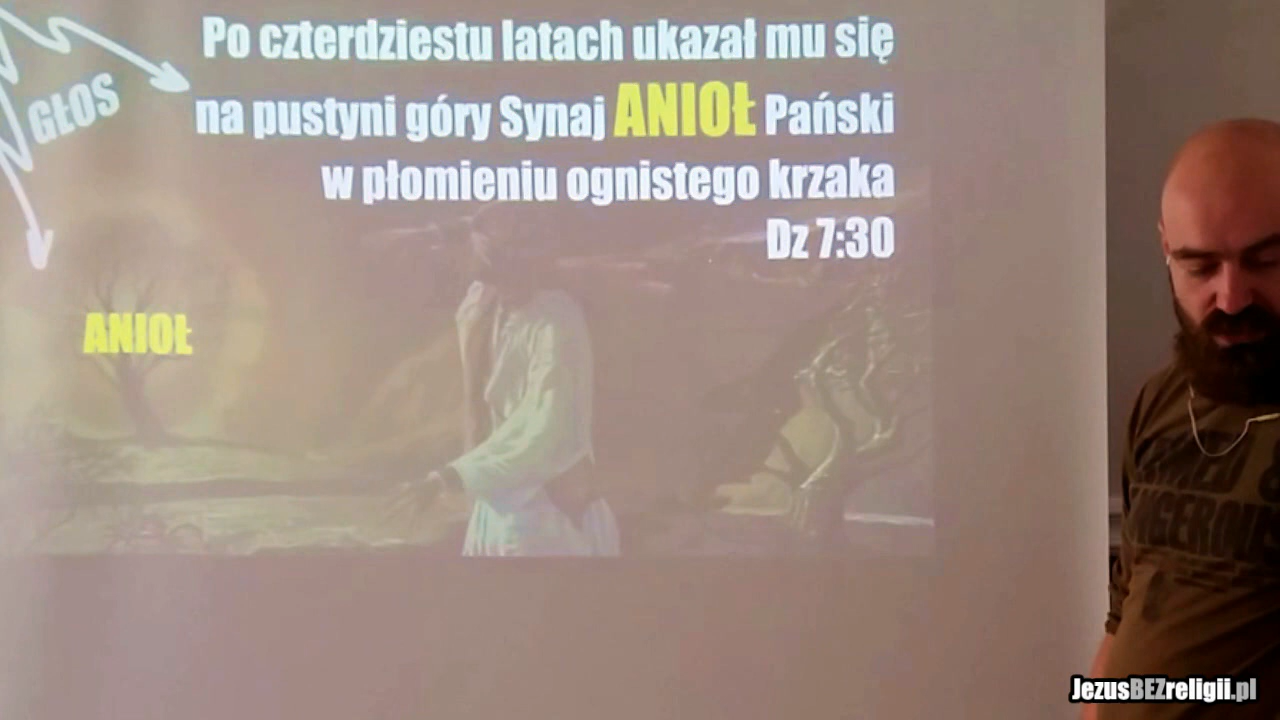 Po czterdziestu latach ukazał mu się
na pustyni góry Synaj ANIOŁ Pański
w płomieniu ognistego krzaka
Dz 7:30
GŁOS
ANIOŁ
JezusBEZreligii.pl